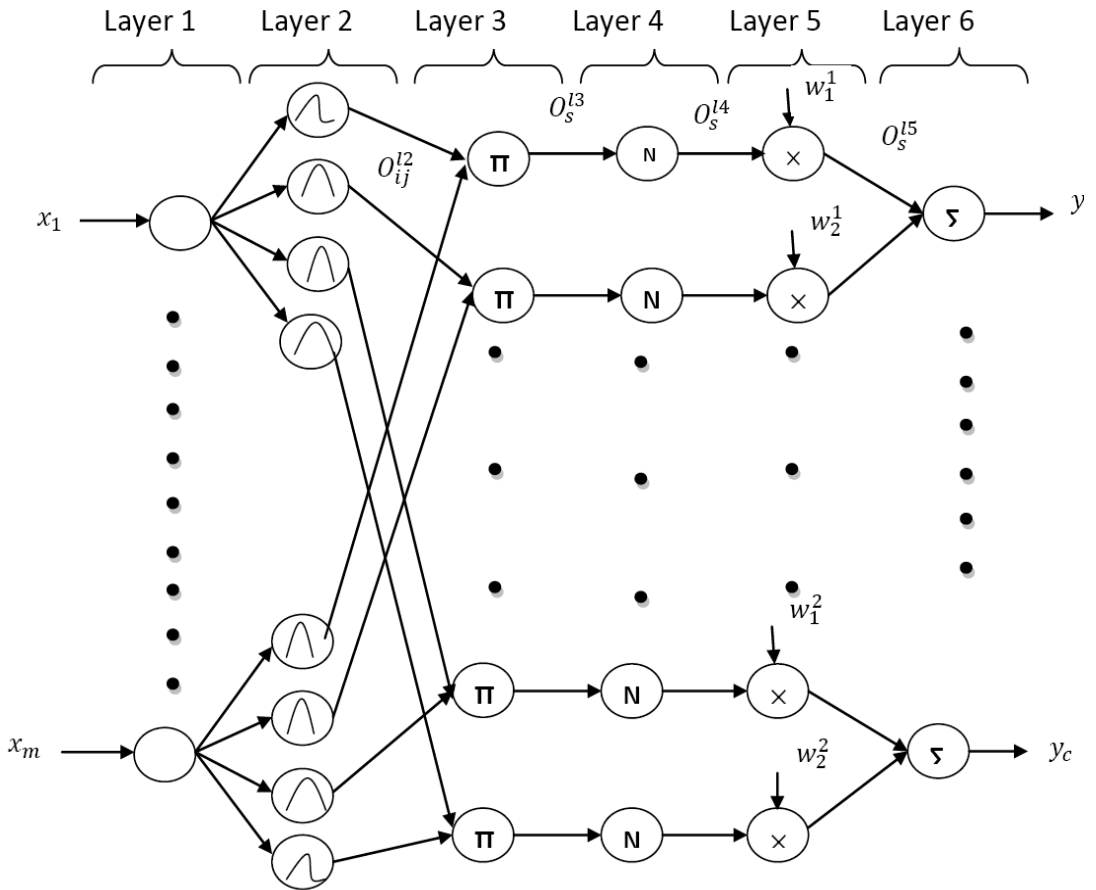 Layer 1 Layer 2 Layer 3 Layer 4 Layer 5 Layer 6
O_s^{l3} O_s^{l4} w_1^1
O_{ij}^{l2} Π N × O_s^{l5}
x_1 w_2^1 Σ y
Π N ×
w_1^2
Π N ×
x_m w_2^2 Σ y_c
Π N ×